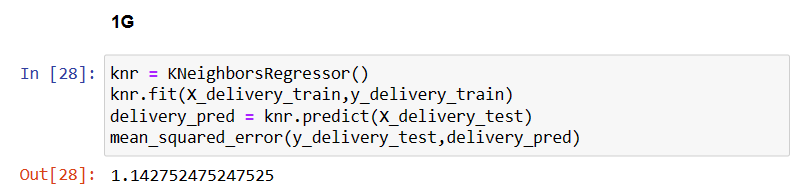 1G
In [28]: knr = KNeighborsRegressor()
knr.fit(X_delivery_train,y_delivery_train)
delivery_pred = knr.predict(X_delivery_test)
mean_squared_error(y_delivery_test,delivery_pred)
Out[28]: 1.142752475247525